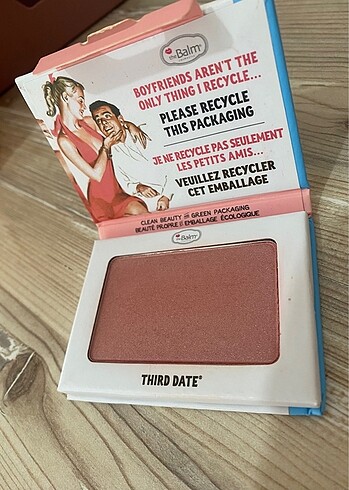 theBalm®
BOYFRIENDS AREN'T THE
ONLY THING I RECYCLE...
PLEASE RECYCLE
THIS PACKAGING
JE NE RECYCLE PAS SEULEMENT
LES PETITS AMIS...
VEUILLEZ RECYCLER
CET EMBALLAGE
CLEAN BEAUTY IN GREEN PACKAGING
BEAUTÉ PROPRE EMBALLAGE ÉCOLOGIQUE
theBalm®
THIRD DATE®